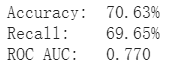 Accuracy: 70.63%
Recall: 69.65%
ROC AUC: 0.770